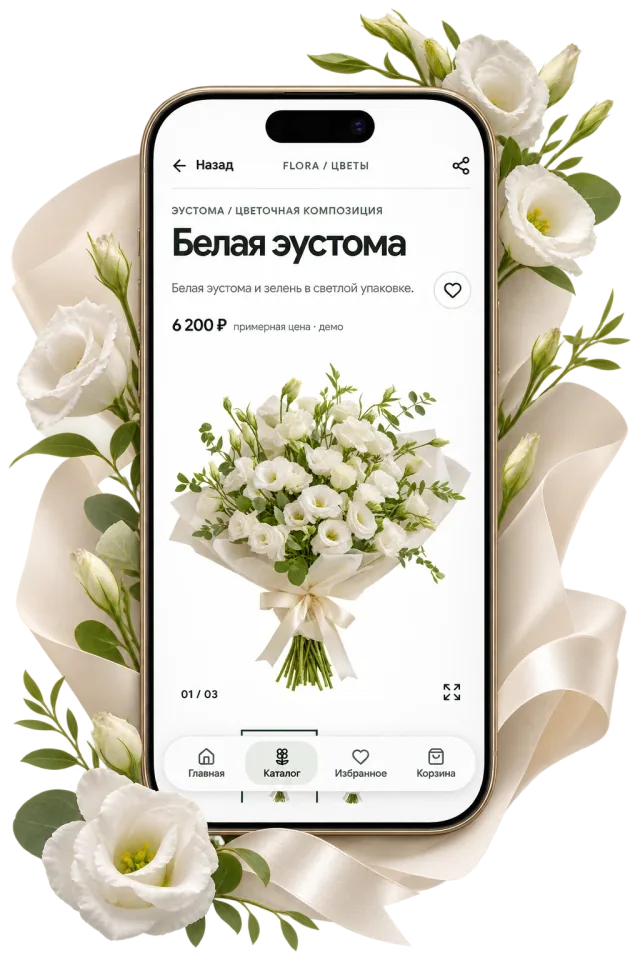 Назад
FLORA / ЦВЕТЫ
ЭУСТОМА / ЦВЕТОЧНАЯ КОМПОЗИЦИЯ
Белая эустома
Белая эустома и зелень в светлой упаковке.
6 200 ₽ примерная цена · демо
01 / 03
Главная
Каталог
Избранное
Корзина